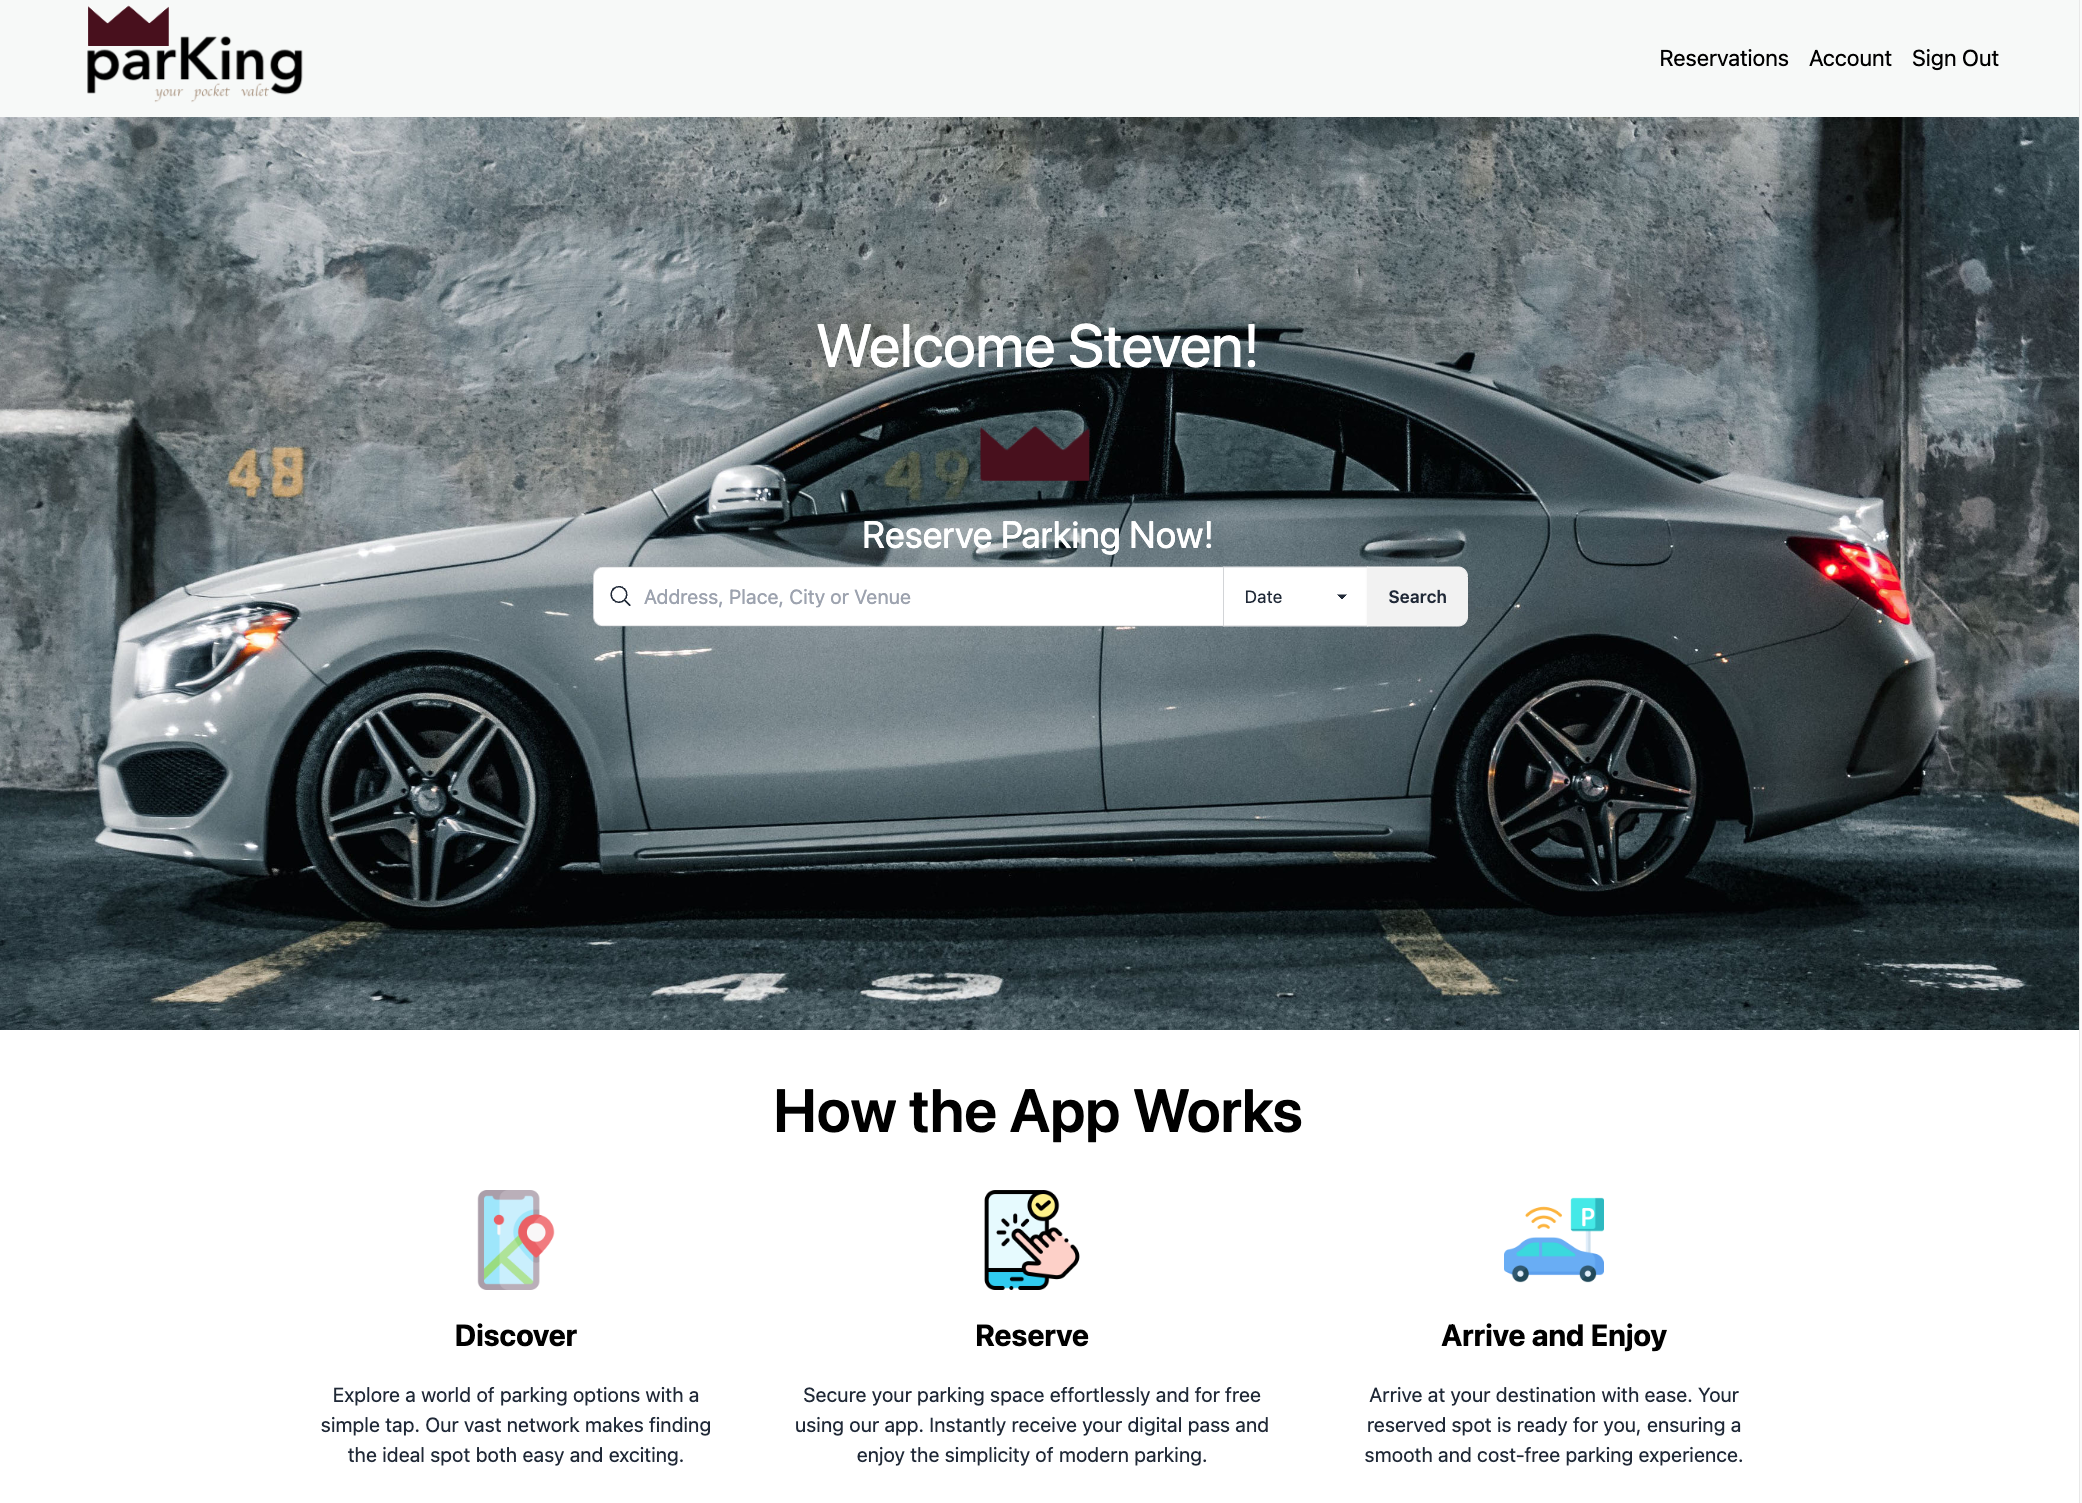 parKing
your pocket valet
Reservations Account Sign Out
Welcome Steven!
48
49
Reserve Parking Now!
Address, Place, City or Venue Date Search
49
5
How the App Works
P
Discover
Reserve
Arrive and Enjoy
Explore a world of parking options with a
simple tap. Our vast network makes finding
the ideal spot both easy and exciting.
Secure your parking space effortlessly and for free
using our app. Instantly receive your digital pass and
enjoy the simplicity of modern parking.
Arrive at your destination with ease. Your
reserved spot is ready for you, ensuring a
smooth and cost-free parking experience.